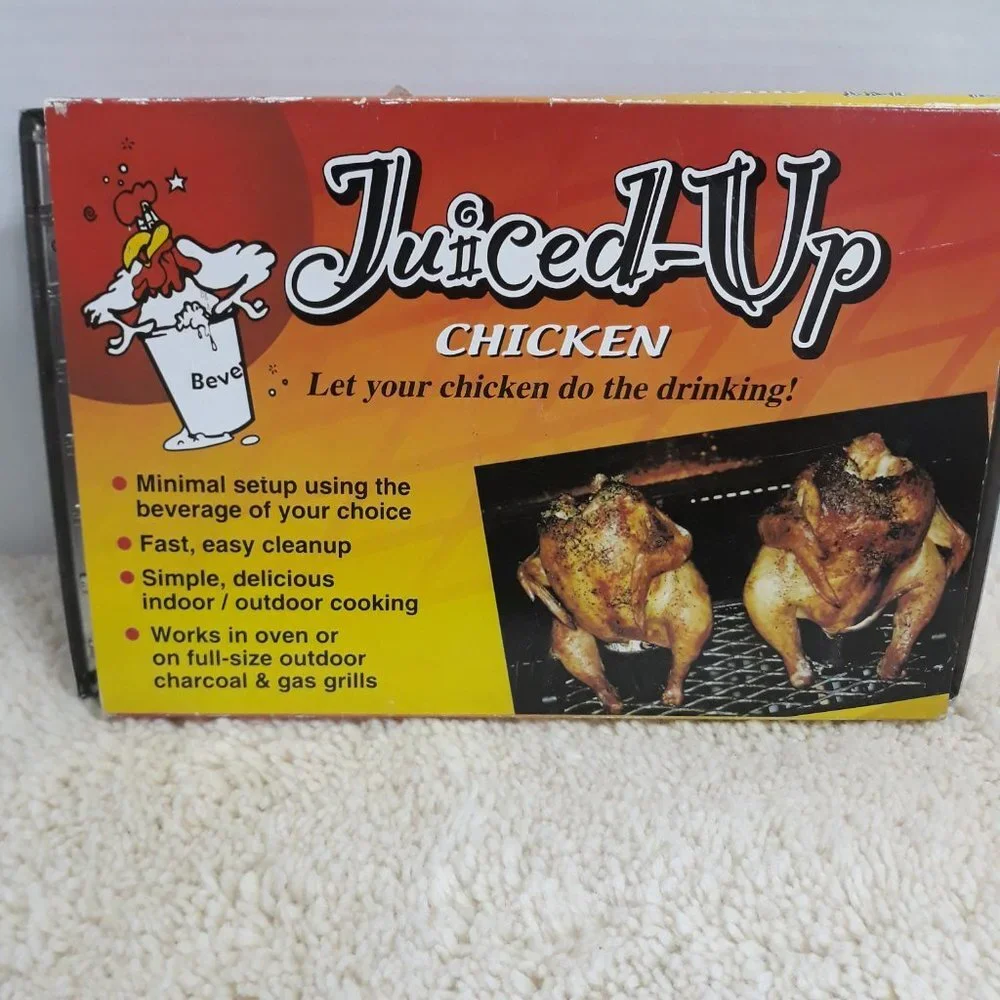 Juiced-Up
CHICKEN
Let your chicken do the drinking!
Beve
• Minimal setup using the
beverage of your choice
• Fast, easy cleanup
• Simple, delicious
indoor / outdoor cooking
• Works in oven or
on full-size outdoor
charcoal & gas grills